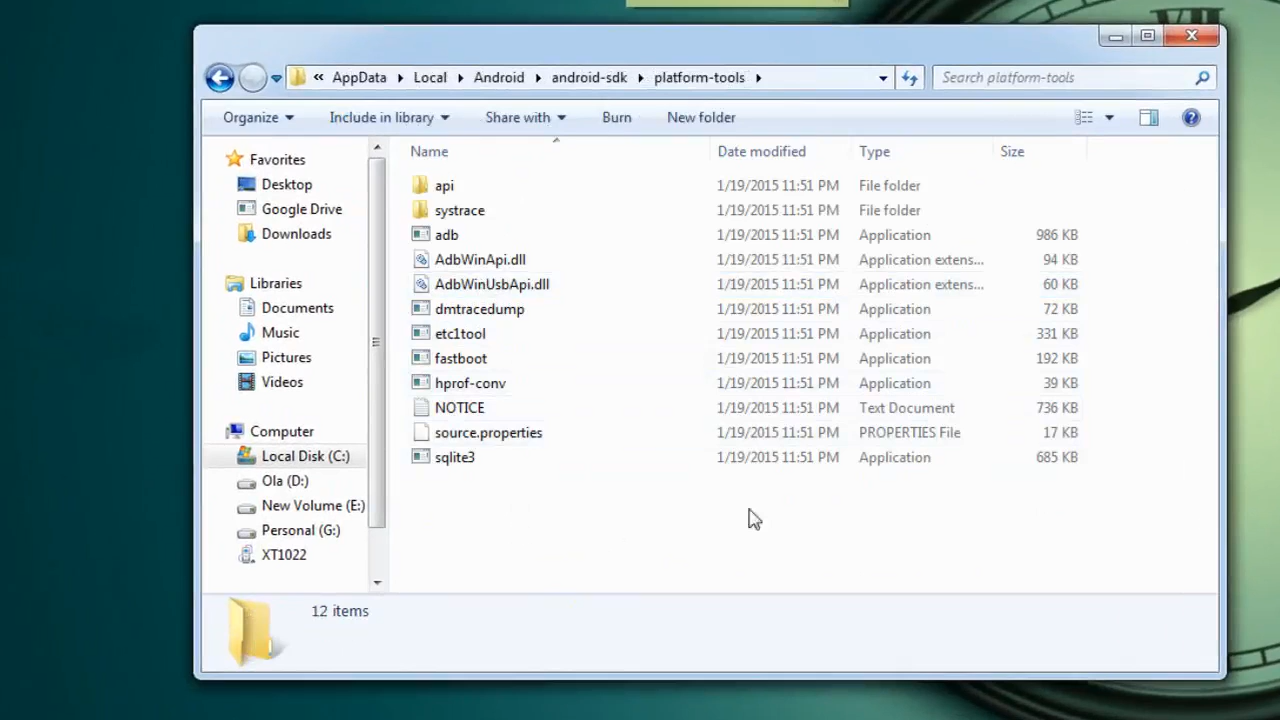 « AppData Local Android android-sdk platform-tools Search platform-tools
Organize Include in library Share with Burn New folder
Name Date modified Type Size
Favorites
Desktop
Google Drive
Downloads
Libraries
Documents
Music
Pictures
Videos
Computer
Local Disk (C:)
Ola (D:)
New Volume (E:)
Personal (G:)
XT1022
api 1/19/2015 11:51 PM File folder
systrace 1/19/2015 11:51 PM File folder
adb 1/19/2015 11:51 PM Application 986 KB
AdbWinApi.dll 1/19/2015 11:51 PM Application extens... 94 KB
AdbWinUsbApi.dll 1/19/2015 11:51 PM Application extens... 60 KB
dmtracedump 1/19/2015 11:51 PM Application 72 KB
etc1tool 1/19/2015 11:51 PM Application 331 KB
fastboot 1/19/2015 11:51 PM Application 192 KB
hprof-conv 1/19/2015 11:51 PM Application 39 KB
NOTICE 1/19/2015 11:51 PM Text Document 736 KB
source.properties 1/19/2015 11:51 PM PROPERTIES File 17 KB
sqlite3 1/19/2015 11:51 PM Application 685 KB
12 items